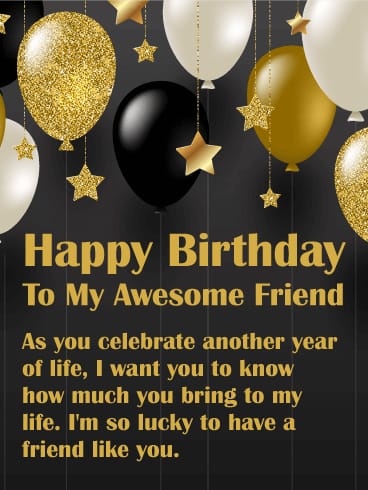 Happy Birthday
To My Awesome Friend
As you celebrate another year
of life, I want you to know
how much you bring to my
life. I'm so lucky to have a
friend like you.